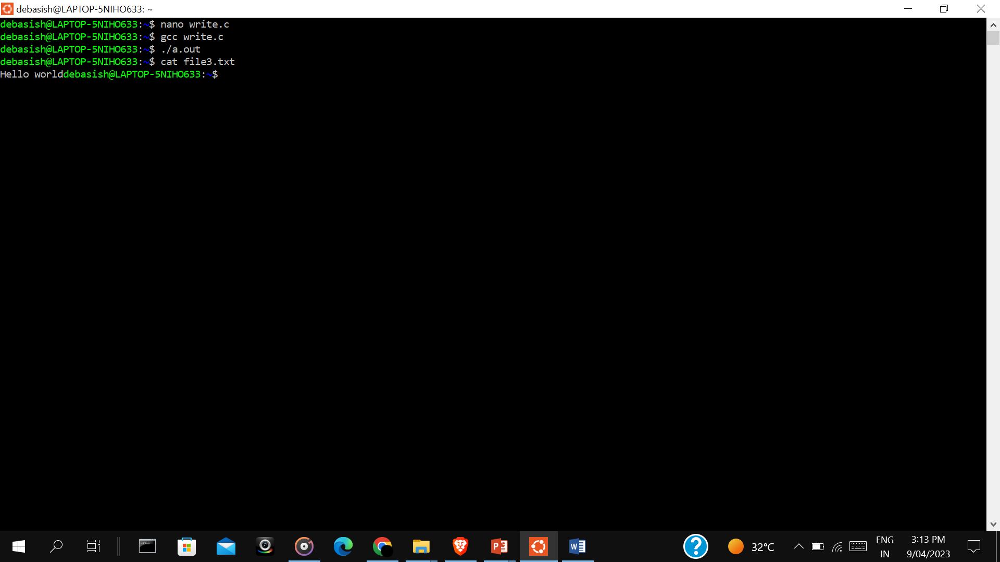 debasish@LAPTOP-5NIHO633: ~
debasish@LAPTOP-5NIHO633:~$ nano write.c
debasish@LAPTOP-5NIHO633:~$ gcc write.c
debasish@LAPTOP-5NIHO633:~$ ./a.out
debasish@LAPTOP-5NIHO633:~$ cat file3.txt
Hello worlddebasish@LAPTOP-5NIHO633:~$
32°C
ENG
IN
3:13 PM
9/04/2023